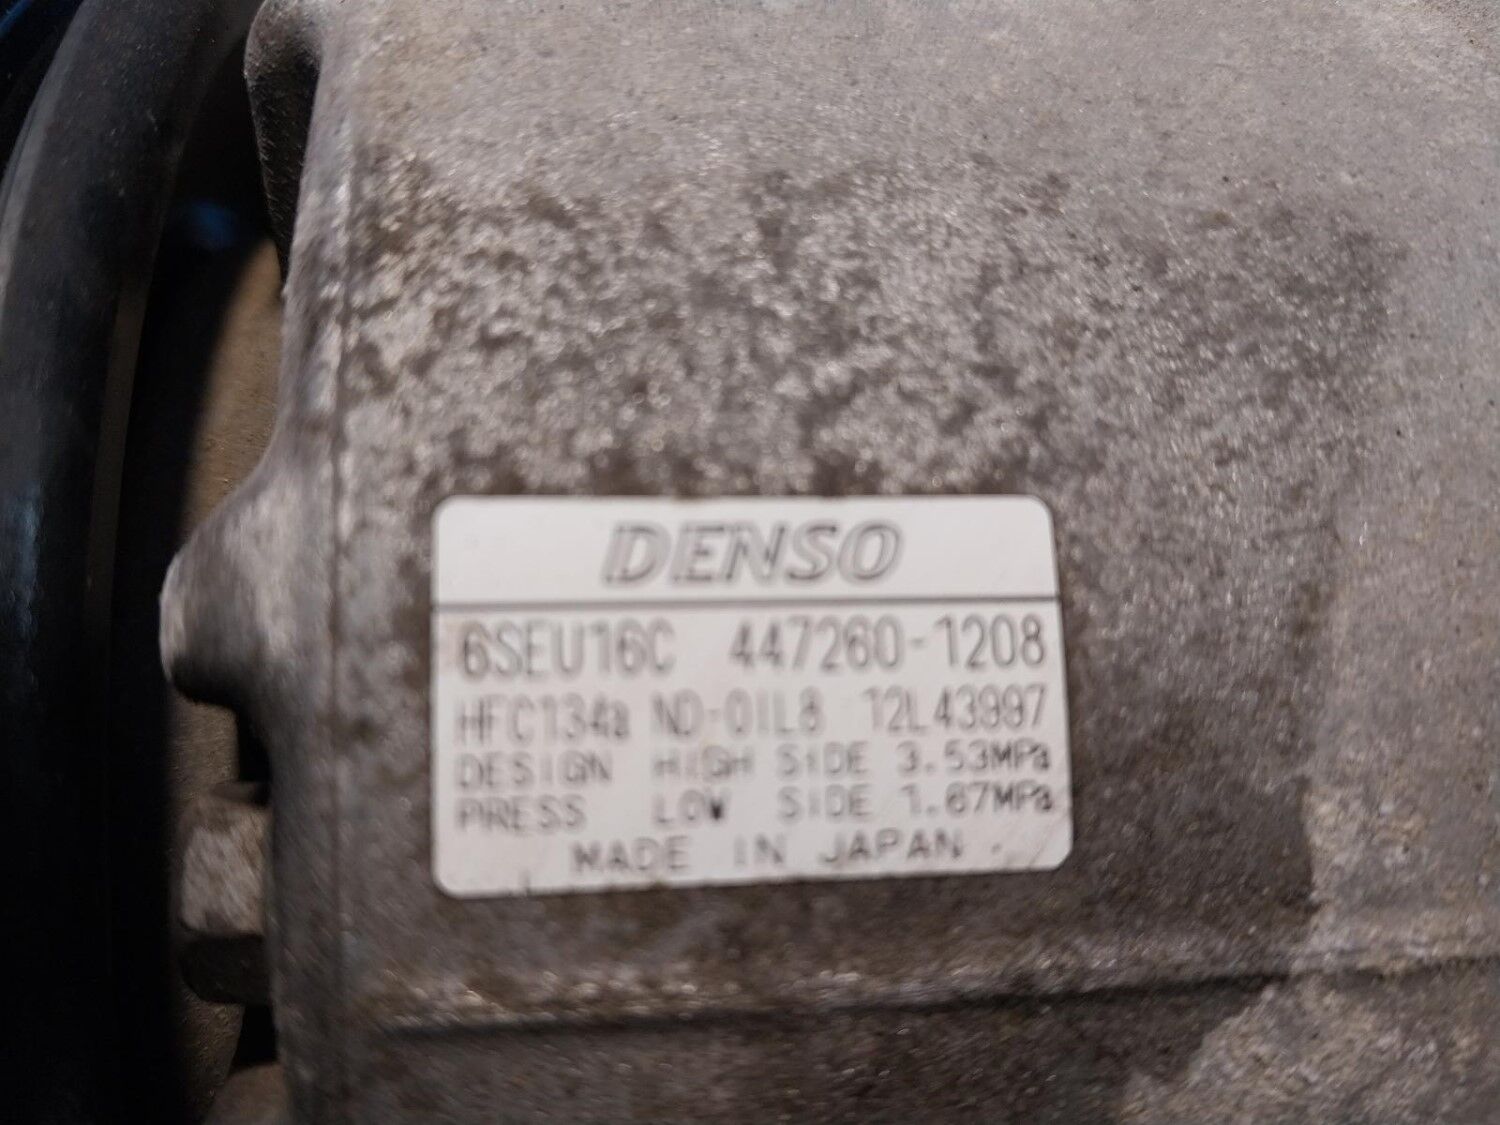 DENSO
6SEU16C 447260-1208
HFC134a ND-OIL8 12L43997
DESIGN HIGH SIDE 3.53MPa
PRESS LOW SIDE 1.67MPa
MADE IN JAPAN